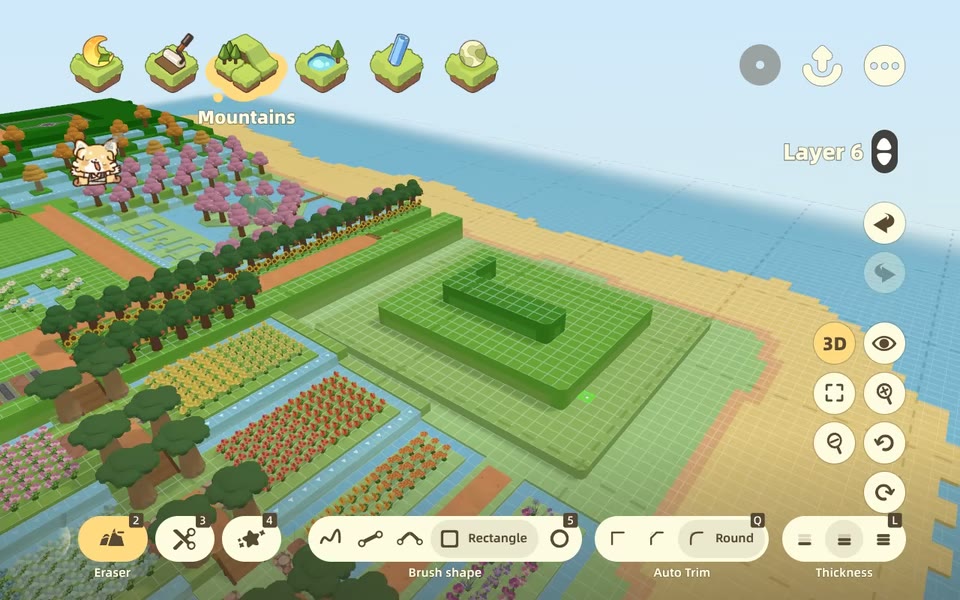 Mountains
Layer 6
3D
2
3
4
5
Q
L
Rectangle
Round
Eraser
Brush shape
Auto Trim
Thickness